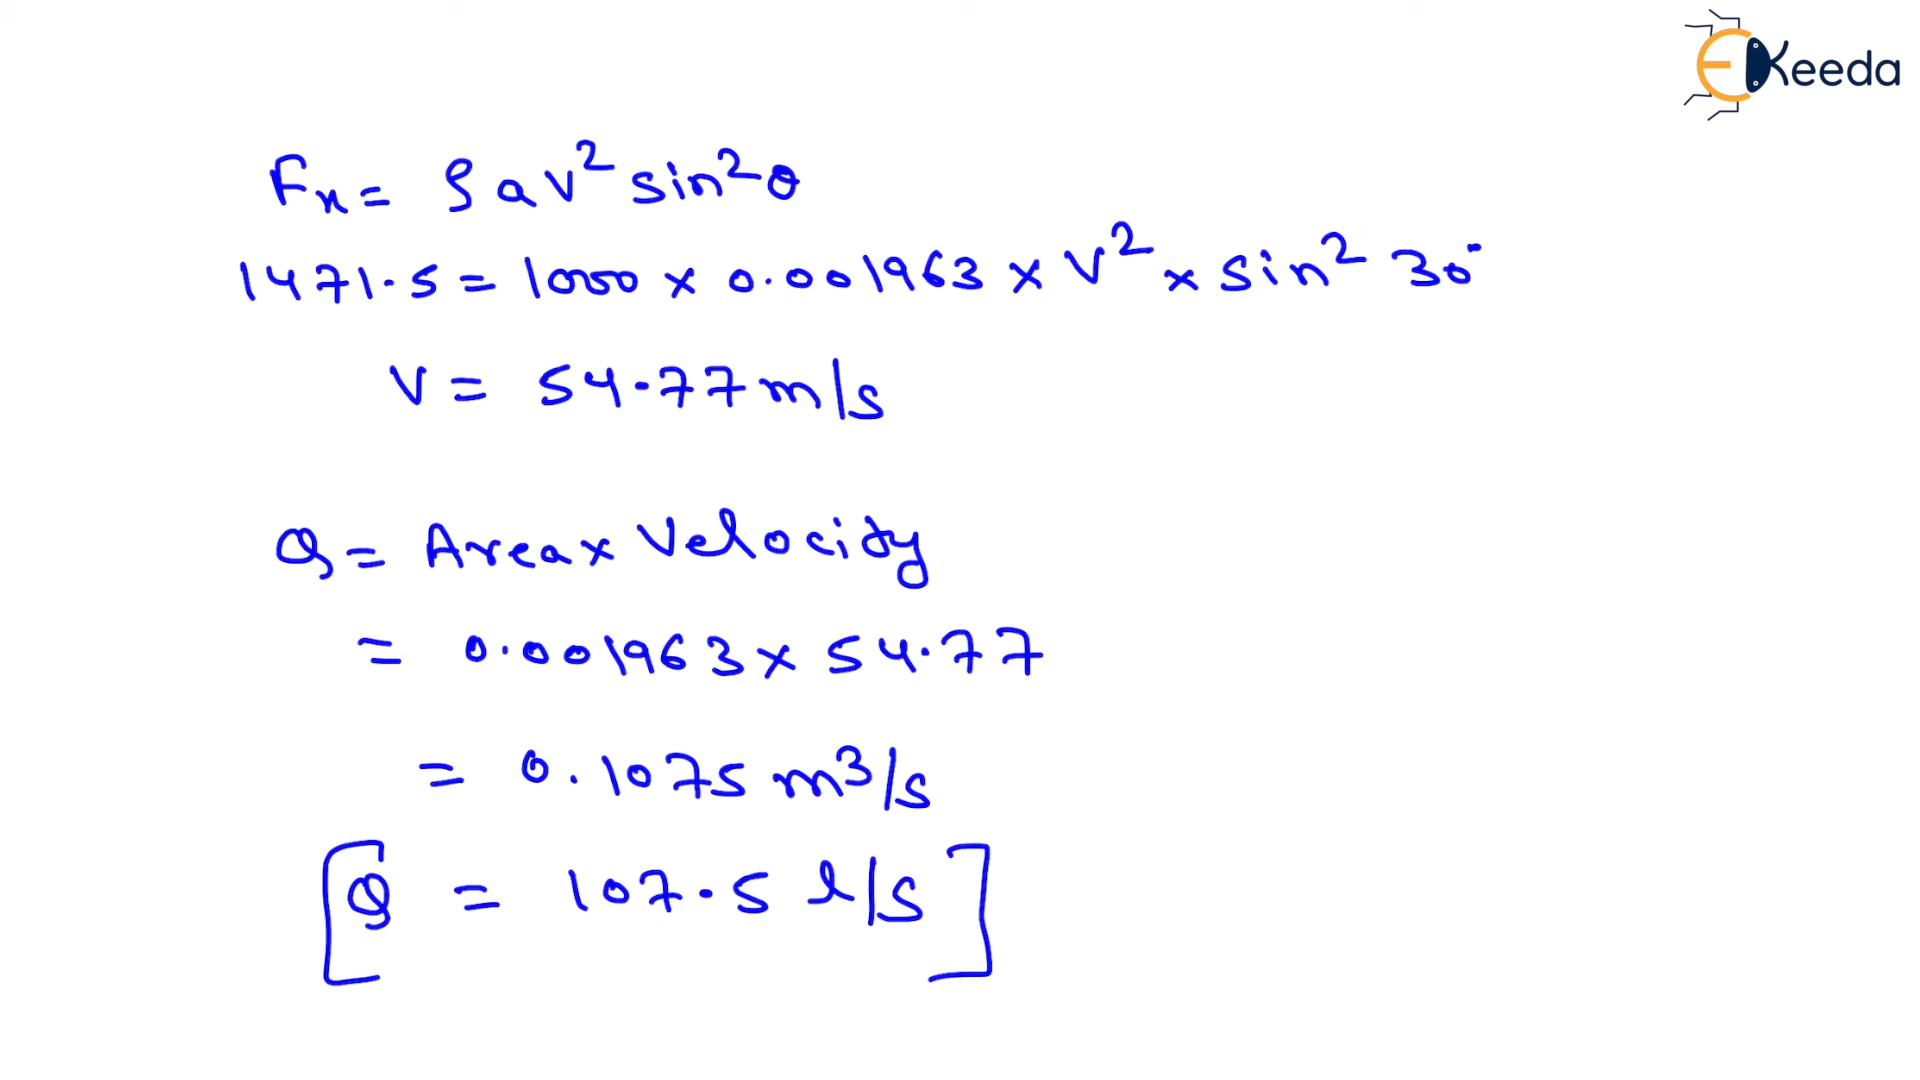 EKeeda
Fx = ρ a v² sin²θ
1471.5 = 1000 x 0.001963 x v² x sin² 30°
v = 54.77 m/s
Q = Area x Velocity
= 0.001963 x 54.77
= 0.1075 m³/s
[Q = 107.5 l/s]